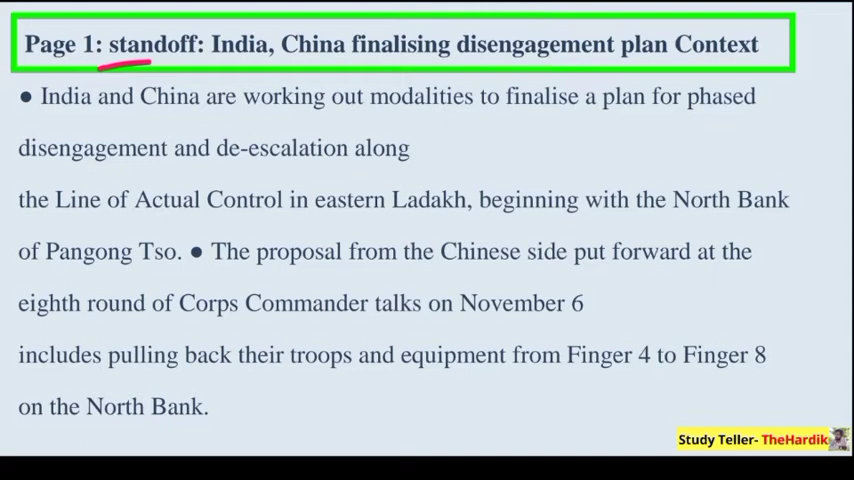 Page 1: standoff: India, China finalising disengagement plan Context
● India and China are working out modalities to finalise a plan for phased
disengagement and de-escalation along
the Line of Actual Control in eastern Ladakh, beginning with the North Bank
of Pangong Tso. ● The proposal from the Chinese side put forward at the
eighth round of Corps Commander talks on November 6
includes pulling back their troops and equipment from Finger 4 to Finger 8
on the North Bank.
Study Teller- TheHardik